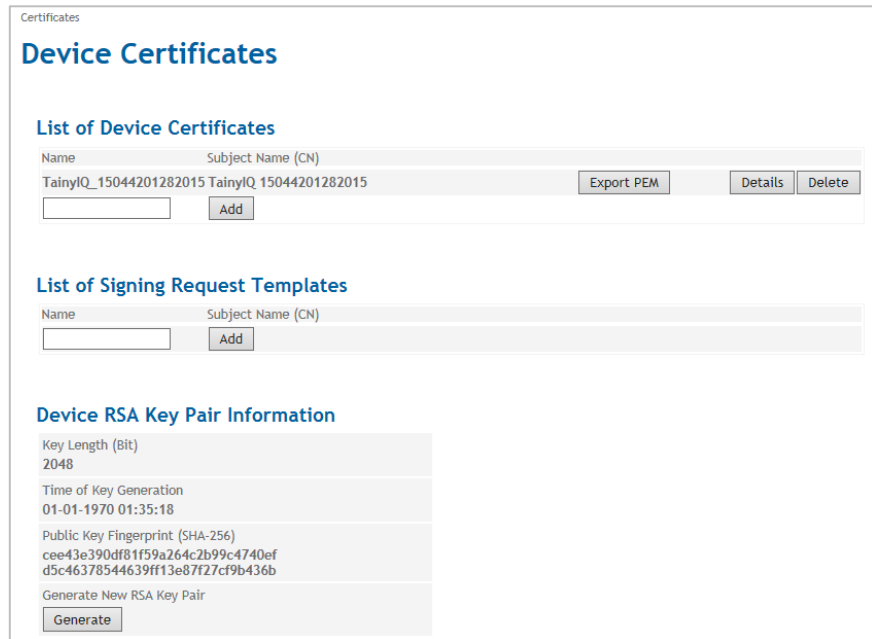 Certificates
Device Certificates
List of Device Certificates
Name Subject Name (CN)
TainyIQ_15044201282015 TainyIQ 15044201282015 Export PEM Details Delete
Add
List of Signing Request Templates
Name Subject Name (CN)
Add
Device RSA Key Pair Information
Key Length (Bit)
2048
Time of Key Generation
01-01-1970 01:35:18
Public Key Fingerprint (SHA-256)
cee43e390df81f59a264c2b99c4740ef
d5c46378544639ff13e87f27cf9b436b
Generate New RSA Key Pair
Generate